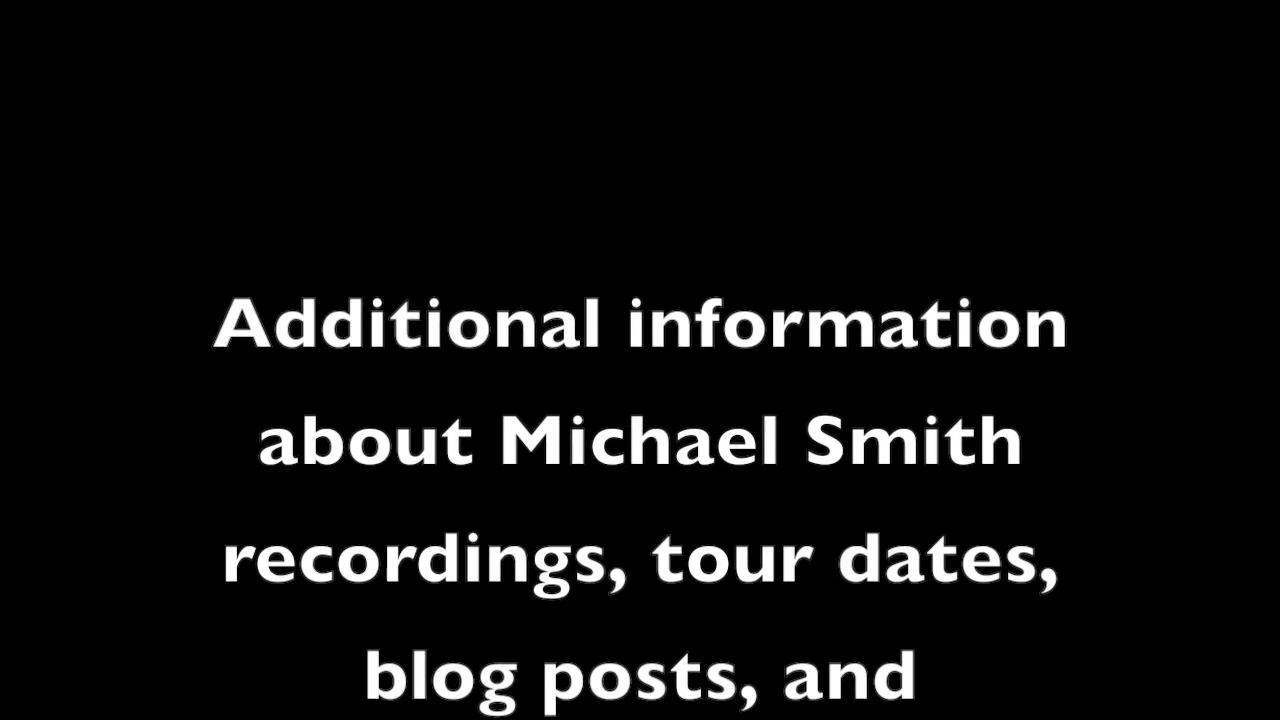 Additional information
about Michael Smith
recordings, tour dates,
blog posts, and